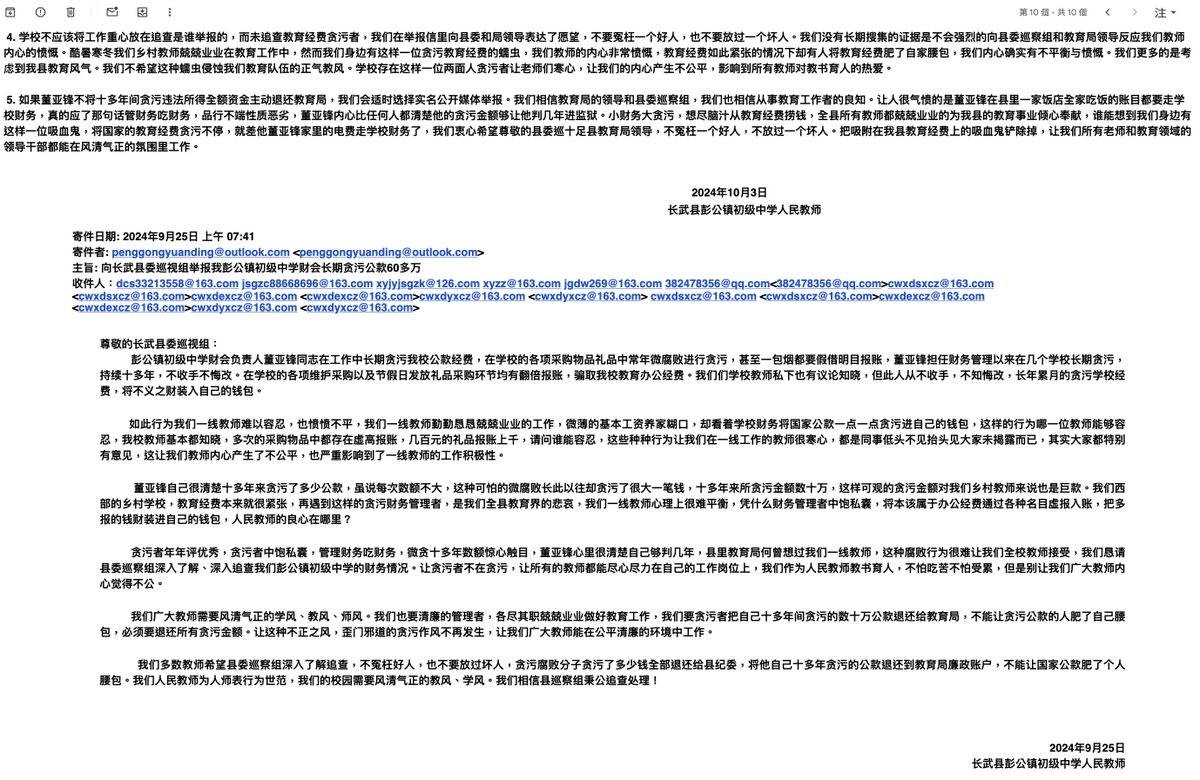 第 10 個，共 10 個
注
4. 学校不应该将工作重心放在追查是谁举报的，而未追查教育经费贪污者，我们在举报信里向县委和局领导表达了愿望，不要冤枉一个好人，也不要放过一个坏人。我们没有长期搜集的证据是不会强烈的向县委巡察组和教育局领导反应我们教师
内心的愤慨。酷暑寒冬我们乡村教师兢兢业业在教育工作中，然而我们身边有这样一位贪污教育经费的蠕虫，我们教师的内心非常愤慨，教育经费如此紧张的情况下却有人将教育经费肥了自家腰包，我们内心确实有不平衡与愤慨。我们更多的是考
虑到我县教育风气。我们不希望这种蠕虫侵蚀我们教育队伍的正气教风。学校存在这样一位两面人贪污者让老师们寒心，让我们的内心产生不公平，影响到所有教师对教书育人的热爱。
5. 如果董亚锋不将十多年间贪污违法所得全额资金主动退还教育局，我们会适时选择实名公开媒体举报。我们相信教育局的领导和县委巡察组，我们也相信从事教育工作者的良知。让人很气愤的是董亚锋在县里一家饭店全家吃饭的账目都要走学
校财务，真的应了那句话管财务吃财务，品行不端性质恶劣，董亚锋内心比任何人都清楚他的贪污金额够让他判几年进监狱。小财务大贪污，想尽脑汁从教育经费捞钱，全县所有教师都兢兢业业的为我县的教育事业倾心奉献，谁能想到我们身边有
这样一位吸血鬼，将国家的教育经费贪污不停，就差他董亚锋家里的电费走学校财务了，我们衷心希望尊敬的县委巡十足县教育局领导，不冤枉一个好人，不放过一个坏人。把吸附在我县教育经费上的吸血鬼铲除掉，让我们所有老师和教育领域的
领导干部都能在风清气正的氛围里工作。
2024年10月3日
长武县彭公镇初级中学人民教师
寄件日期: 2024年9月25日 上午 07:41
寄件者: penggongyuanding@outlook.com <penggongyuanding@outlook.com>
主旨: 向长武县委巡视组举报我彭公镇初级中学财会长期贪污公款60多万
收件人：dcs33213558@163.com jsgzc88668696@163.com xyjyjsgzk@126.com xyzz@163.com jgdw269@163.com 382478356@qq.com<382478356@qq.com>cwxdsxcz@163.com
<cwxdsxcz@163.com>cwxdexcz@163.com <cwxdexcz@163.com>cwxdyxcz@163.com <cwxdyxcz@163.com> cwxdsxcz@163.com <cwxdsxcz@163.com>cwxdexcz@163.com
<cwxdexcz@163.com>cwxdyxcz@163.com <cwxdyxcz@163.com>
尊敬的长武县委巡视组：
彭公镇初级中学财会负责人董亚锋同志在工作中长期贪污我校公款经费，在学校的各项采购物品礼品中常年微腐败进行贪污，甚至一包烟都要假借明目报账，董亚锋担任财务管理以来在几个学校长期贪污，
持续十多年，不收手不悔改。在学校的各项维护采购以及节假日发放礼品采购环节均有翻倍报账，骗取我校教育办公经费。我们们学校教师私下也有议论知晓，但此人从不收手，不知悔改，长年累月的贪污学校经
费，将不义之财装入自己的钱包。
如此行为我们一线教师难以容忍，也愤愤不平，我们一线教师勤勤恳恳兢兢业业的工作，微薄的基本工资养家糊口，却看着学校财务将国家公款一点一点贪污进自己的钱包，这样的行为哪一位教师能够容
忍，我校教师基本都知晓，多次的采购物品中都存在虚高报账，几百元的礼品报账上千，请问谁能容忍，这些种种行为让我们在一线工作的教师很寒心，都是同事低头不见抬头见大家未揭露而已，其实大家都特别
有意见，这让我们教师内心产生了不公平，也严重影响到了一线教师的工作积极性。
董亚锋自己很清楚十多年来贪污了多少公款，虽说每次数额不大，这种可怕的微腐败长此以往却贪污了很大一笔钱，十多年来所贪污金额数十万，这样可观的贪污金额对我们乡村教师来说也是巨款。我们西
部的乡村学校，教育经费本来就很紧张，再遇到这样的贪污财务管理者，是我们全县教育界的悲哀，我们一线教师心理上很难平衡，凭什么财务管理者中饱私囊，将本该属于办公经费通过各种名目虚报入账，把多
报的钱财装进自己的钱包，人民教师的良心在哪里？
贪污者年年评优秀，贪污者中饱私囊，管理财务吃财务，微贪十多年数额惊心触目，董亚锋心里很清楚自己够判几年，县里教育局何曾想过我们一线教师，这种腐败行为很难让我们全校教师接受，我们恳请
县委巡察组深入了解、深入追查我们彭公镇初级中学的财务情况。让贪污者不在贪污，让所有的教师都能尽心尽力在自己的工作岗位上，我们作为人民教师教书育人，不怕吃苦不怕受累，但是别让我们广大教师内
心觉得不公。
我们广大教师需要风清气正的学风、教风、师风。我们也要清廉的管理者，各尽其职兢兢业业做好教育工作，我们要贪污者把自己十多年间贪污的数十万公款退还给教育局，不能让贪污公款的人肥了自己腰
包，必须要退还所有贪污金额。让这种不正之风，歪门邪道的贪污作风不再发生，让我们广大教师能在公平清廉的环境中工作。
我们多数教师希望县委巡察组深入了解追查，不冤枉好人，也不要放过坏人，贪污腐败分子贪污了多少钱全部退还给县纪委，将他自己十多年贪污的公款退还到教育局廉政账户，不能让国家公款肥了个人
腰包。我们人民教师为人师表行为世范，我们的校园需要风清气正的教风、学风。我们相信县巡察组秉公追查处理！
2024年9月25日
长武县彭公镇初级中学人民教师